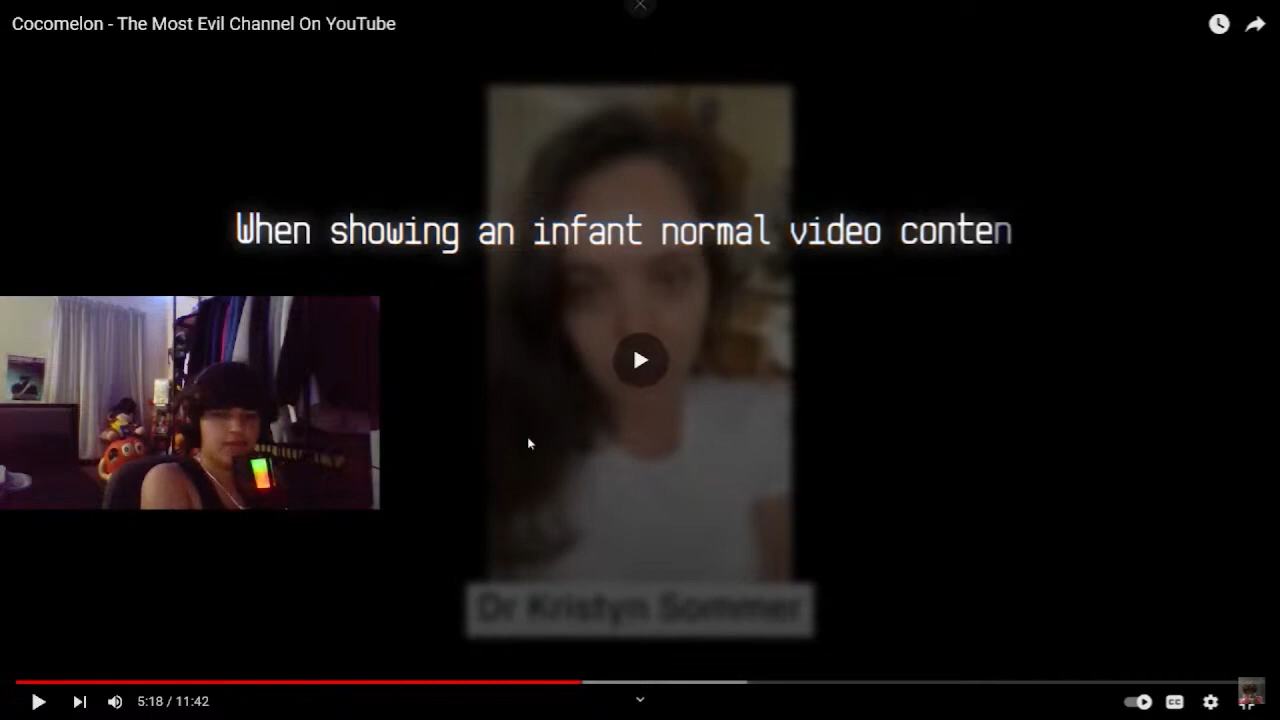 Cocomelon - The Most Evil Channel On YouTube
When showing an infant normal video conten
Dr Kristyn Sommer
5:18 / 11:42
CC